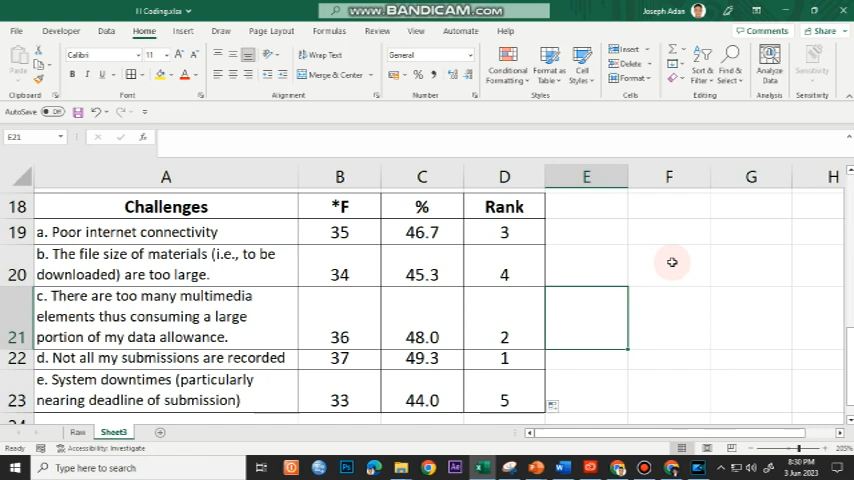 I I Coding.xlsx
www.BANDICAM.com
Joseph Adan
File
Developer
Data
Home
Insert
Draw
Page Layout
Formulas
Review
View
Automate
Help
Comments
Share
Calibri
11
Wrap Text
General
Insert
Paste
B I U
Merge & Center
Conditional Formatting
Format as Table
Cell Styles
Delete
Format
Sort & Filter
Find & Select
Analyze Data
Sensitivity
Clipboard
Font
Alignment
Number
Styles
Cells
Editing
Analysis
Sensitivity
AutoSave Off
E21
fx
A B C D E F G H
18 Challenges *F % Rank
19 a. Poor internet connectivity 35 46.7 3
b. The file size of materials (i.e., to be
20 downloaded) are too large. 34 45.3 4
c. There are too many multimedia
elements thus consuming a large
21 portion of my data allowance. 36 48.0 2
22 d. Not all my submissions are recorded 37 49.3 1
e. System downtimes (particularly
23 nearing deadline of submission) 33 44.0 5
Raw
Sheet3
Ready
Accessibility: Investigate
205%
Type here to search
8:30 PM
3 Jun 2023